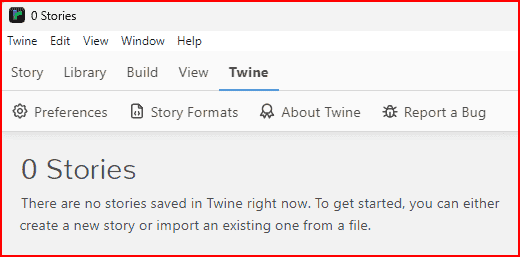 0 Stories
Twine Edit View Window Help
Story Library Build View Twine
Preferences Story Formats About Twine Report a Bug
0 Stories
There are no stories saved in Twine right now. To get started, you can either
create a new story or import an existing one from a file.